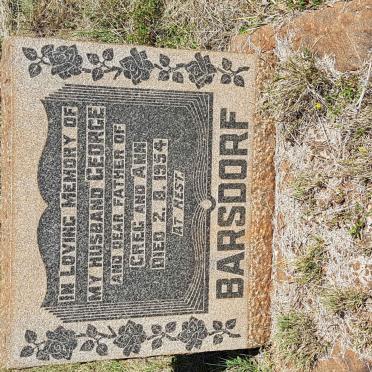 IN LOVING MEMORY OF
MY HUSBAND GEORGE
AND DEAR FATHER OF
GREG AND ANN
DIED 2.8.1954
AT REST.
BARSDORF